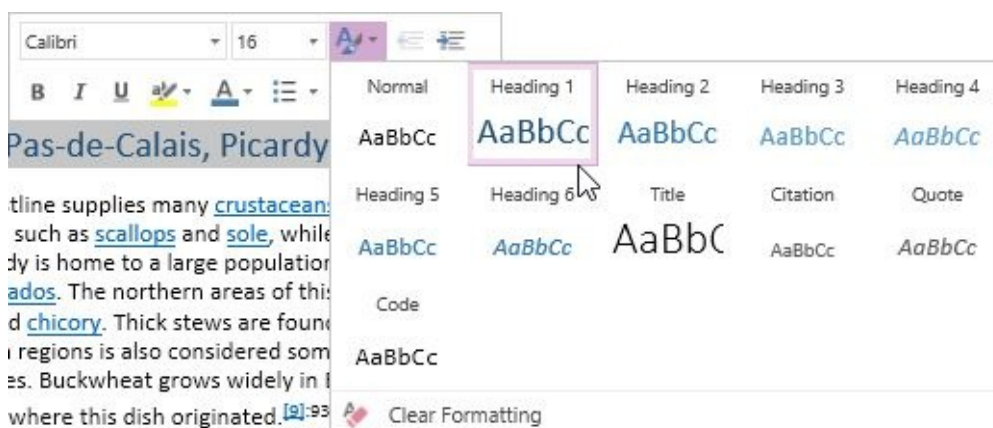 Calibri 16
B I U ab A
Normal Heading 1 Heading 2 Heading 3 Heading 4
AaBbCc AaBbCc AaBbCc AaBbCc AaBbCc
Pas-de-Calais, Picardy
Heading 5 Heading 6 Title Citation Quote
AaBbCc AaBbCc AaBbC AaBbCc AaBbCc
Code
AaBbCc
Clear Formatting
tline supplies many crustacean
such as scallops and sole, while
dy is home to a large population
ados. The northern areas of this
d chicory. Thick stews are foun
regions is also considered som
es. Buckwheat grows widely in
where this dish originated.[9]:93